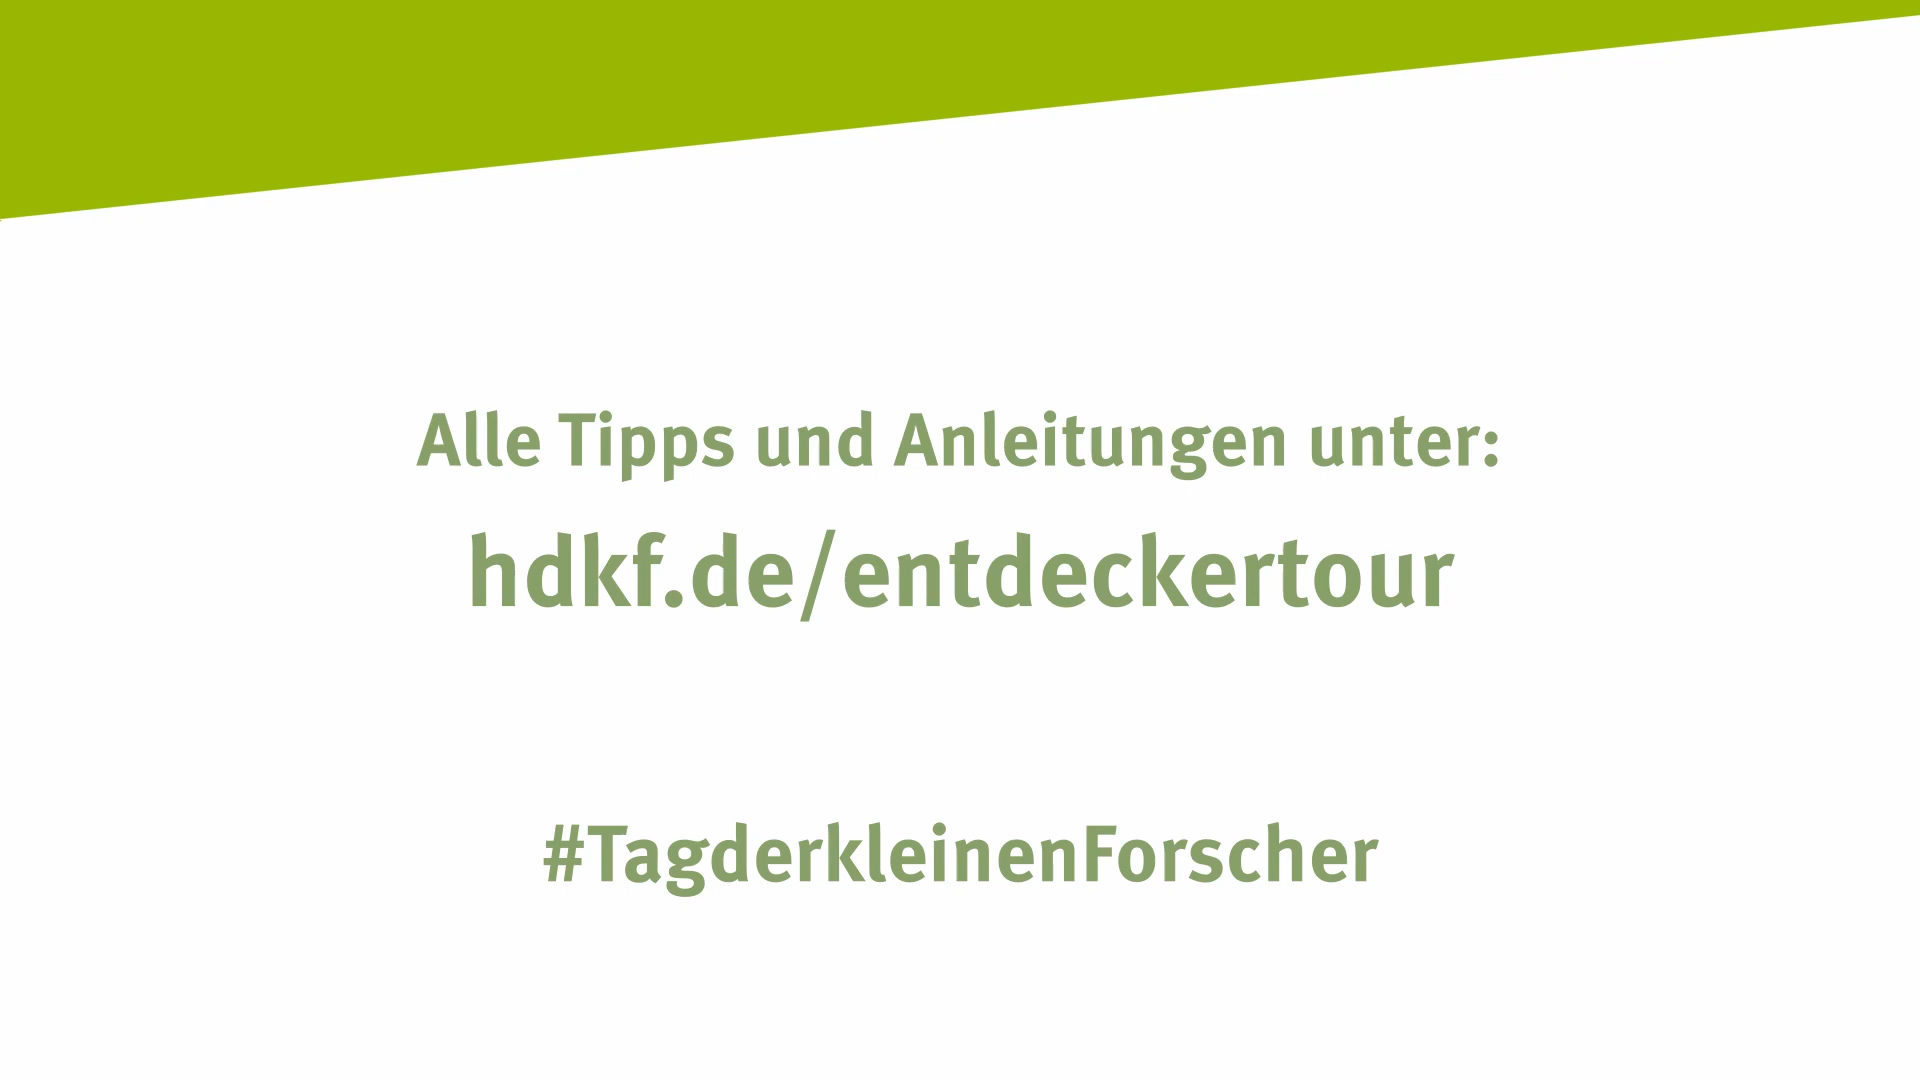 Alle Tipps und Anleitungen unter:
hdkf.de/entdeckertour
#TagderkleinenForscher